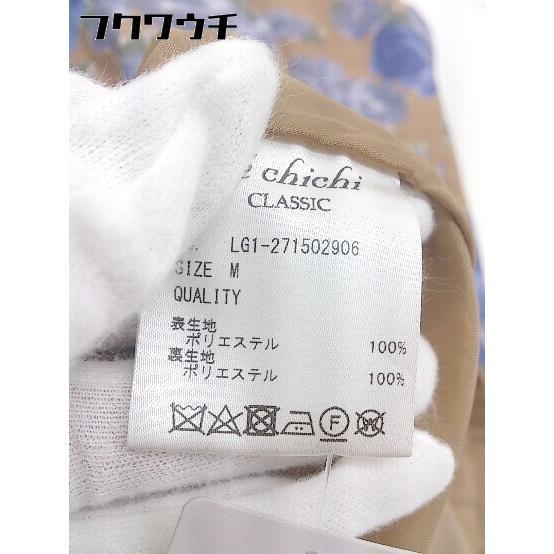 フクワウチ
chichi
CLASSIC
LG1-271502906
SIZE M
QUALITY
表生地
ポリエステル 100%
裏生地
ポリエステル 100%
F
W